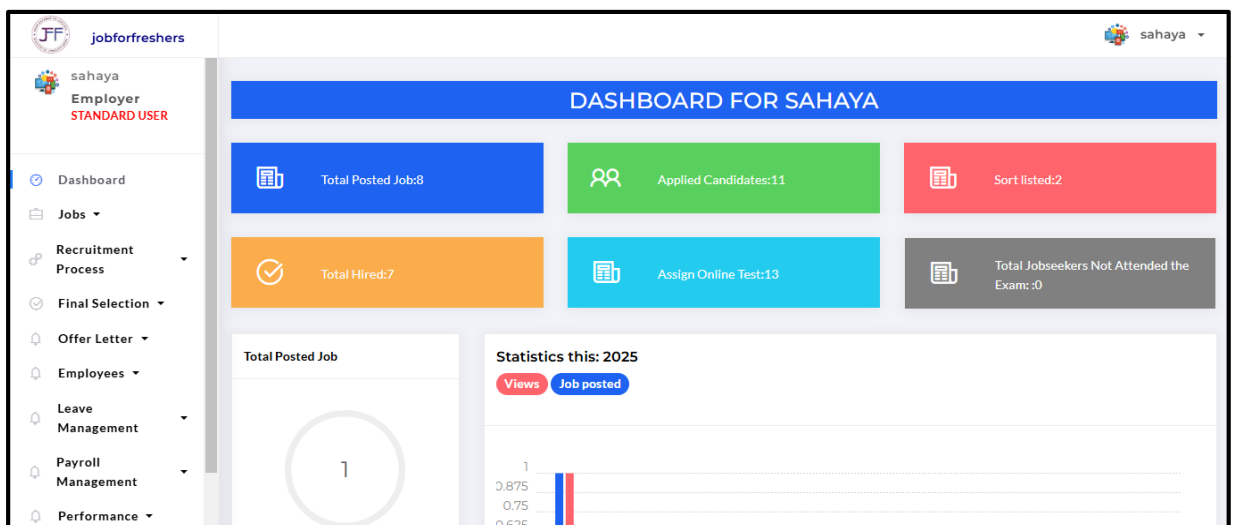 JFF jobforfreshers
sahaya
sahaya
Employer
STANDARD USER
Dashboard
Jobs
Recruitment
Process
Final Selection
Offer Letter
Employees
Leave
Management
Payroll
Management
Performance
DASHBOARD FOR SAHAYA
Total Posted Job:8
Applied Candidates:11
Sort listed:2
Total Hired:7
Assign Online Test:13
Total Jobseekers Not Attended the
Exam: :0
Total Posted Job
1
Statistics this: 2025
Views Job posted
1
0.875
0.75
0.625